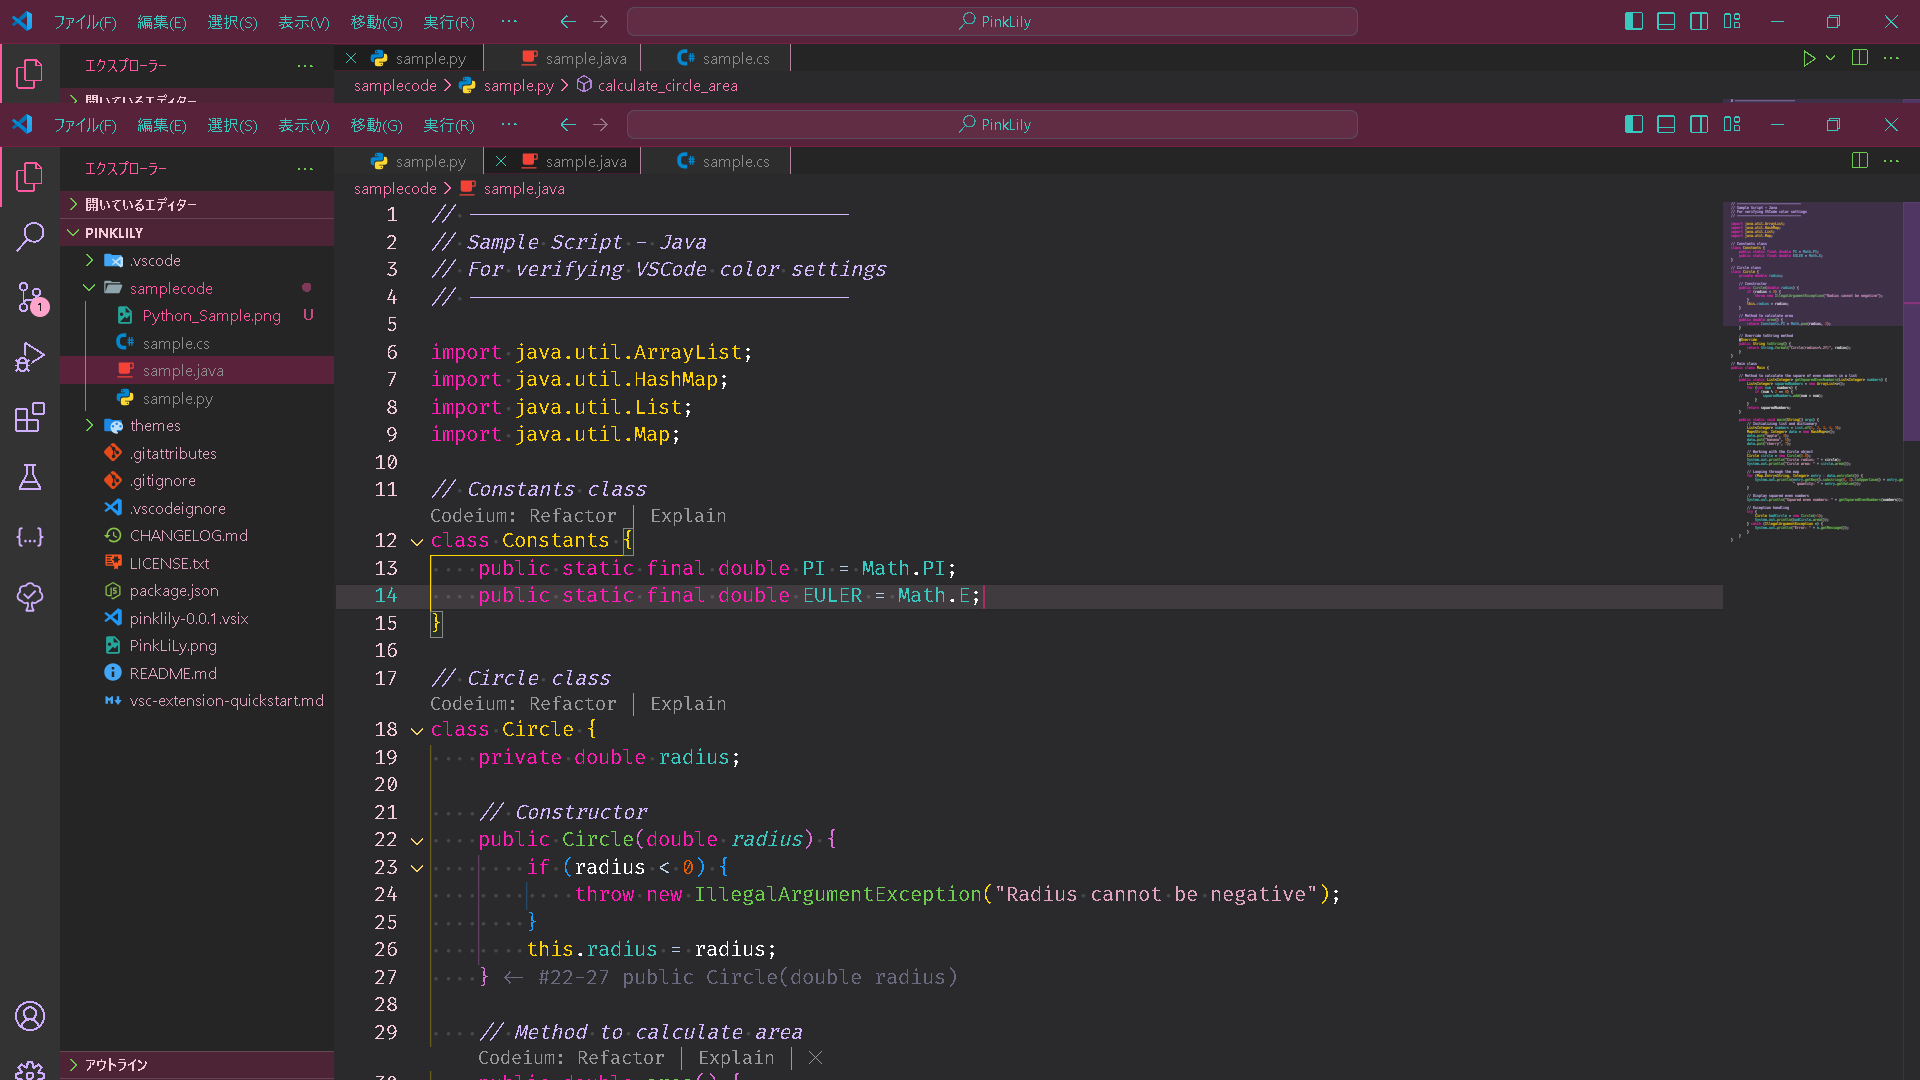 ファイル(F) 編集(E) 選択(S) 表示(V) 移動(G) 実行(R) ··· PinkLily
エクスプローラー ··· sample.py sample.java sample.cs
samplecode > sample.py > calculate_circle_area
開いているエディター
ファイル(F) 編集(E) 選択(S) 表示(V) 移動(G) 実行(R) ··· PinkLily
エクスプローラー ··· sample.py sample.java sample.cs
samplecode > sample.java
開いているエディター
PINKLILY
.vscode
samplecode
Python_Sample.png U
sample.cs
sample.java
sample.py
themes
.gitattributes
.gitignore
.vscodeignore
CHANGELOG.md
LICENSE.txt
package.json
pinklily-0.0.1.vsix
PinkLiLy.png
README.md
vsc-extension-quickstart.md
アウトライン
1
1 // ────────────────
2 // Sample Script - Java
3 // For verifying VSCode color settings
4 // ────────────────
5
6 import java.util.ArrayList;
7 import java.util.HashMap;
8 import java.util.List;
9 import java.util.Map;
10
11 // Constants class
Codeium: Refactor | Explain
12 class Constants {
13 public static final double PI = Math.PI;
14 public static final double EULER = Math.E;
15 }
16
17 // Circle class
Codeium: Refactor | Explain
18 class Circle {
19 private double radius;
20
21 // Constructor
22 public Circle(double radius) {
23 if (radius < 0) {
24 throw new IllegalArgumentException("Radius cannot be negative");
25 }
26 this.radius = radius;
27 } <- #22-27 public Circle(double radius)
28
29 // Method to calculate area
Codeium: Refactor | Explain | ×